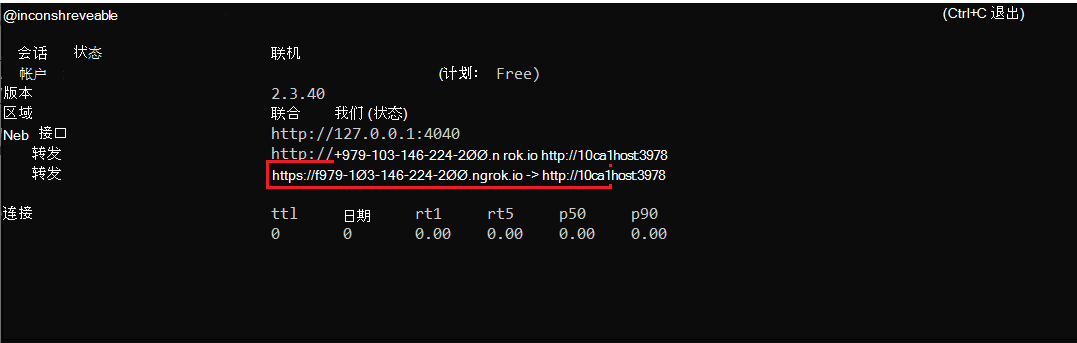 @inconshreveable (Ctrl+C 退出)
会话 状态 联机
帐户 (计划: Free)
版本 2.3.40
区域 联合 我们 (状态)
Neb 接口 http://127.0.0.1:4040
转发 http://+979-103-146-224-2ØØ.n rok.io http://10ca1host:3978
转发 https://f979-1Ø3-146-224-2ØØ.ngrok.io -> http://10ca1host:3978
连接 ttl 日期 rt1 rt5 p50 p90
0 0 0.00 0.00 0.00 0.00